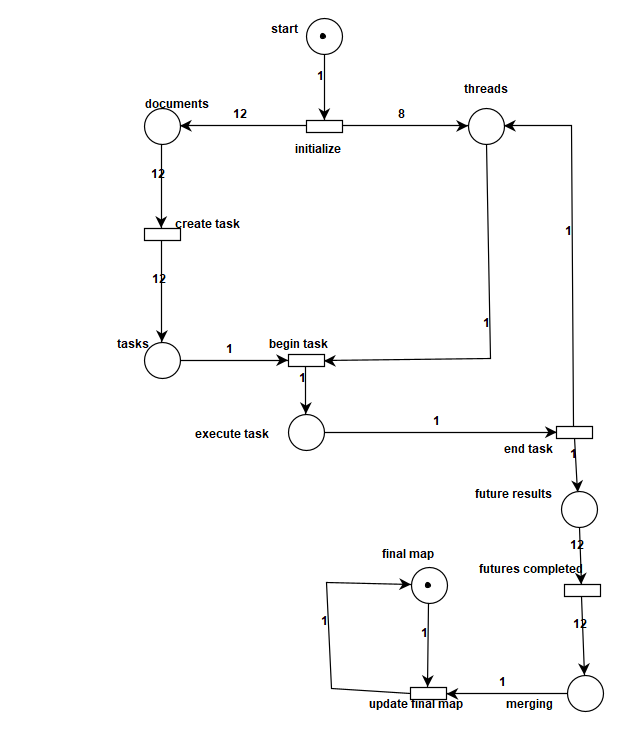 start
1
threads
documents
12
8
initialize
12
create task
1
12
1
tasks
1
begin task
1
1
execute task
end task
1
future results
12
final map
futures completed
1
1
12
1
update final map
merging